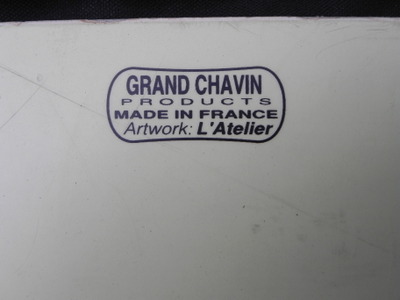 GRAND CHAVIN
PRODUCTS
MADE IN FRANCE
Artwork: L'Atelier